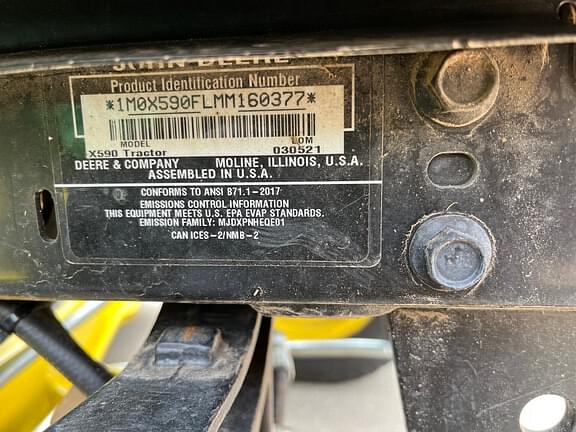 JOHN DEERE
Product Identification Number
*1M0X590FLMM160377*
MODEL LOM
X590 Tractor 030521
DEERE & COMPANY MOLINE, ILLINOIS, U.S.A.
ASSEMBLED IN U.S.A.
CONFORMS TO ANSI B71.1-2017
EMISSIONS CONTROL INFORMATION
THIS EQUIPMENT MEETS U.S. EPA EVAP STANDARDS.
EMISSION FAMILY: MJDXPNHEQE01
CAN ICES-2/NMB-2